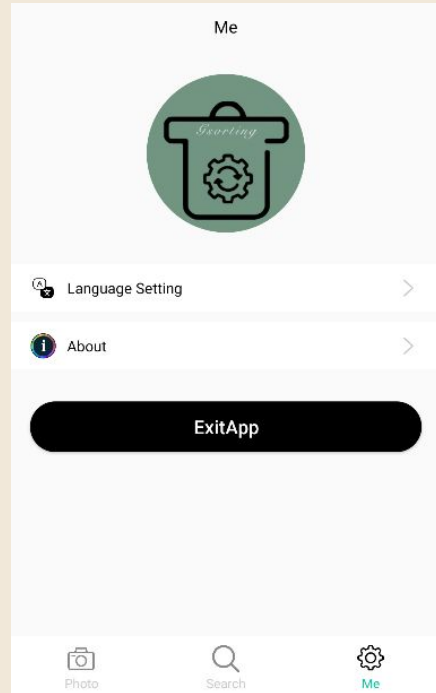 Me
Gsorting
Language Setting
About
ExitApp
Photo
Search
Me